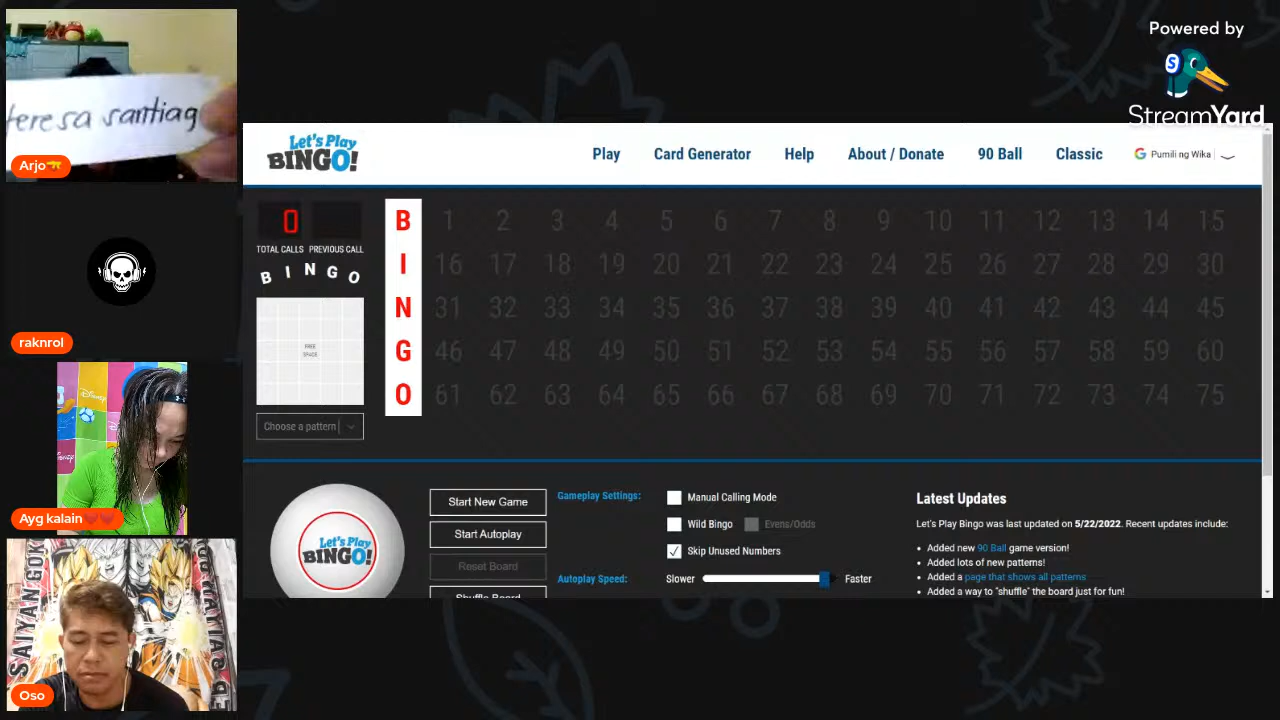 teresa santiag
Arjo
raknrol
Disney
Ayg kalain
SAIYAN GOKU
Oso
Powered by
StreamYard
Let's Play
BINGO!
Play
Card Generator
Help
About / Donate
90 Ball
Classic
G Pumili ng Wika
0
TOTAL CALLS PREVIOUS CALL
B I N G O
FREE
SPACE
Choose a pattern
B 1 2 3 4 5 6 7 8 9 10 11 12 13 14 15
I 16 17 18 19 20 21 22 23 24 25 26 27 28 29 30
N 31 32 33 34 35 36 37 38 39 40 41 42 43 44 45
G 46 47 48 49 50 51 52 53 54 55 56 57 58 59 60
O 61 62 63 64 65 66 67 68 69 70 71 72 73 74 75
Let's Play
BINGO!
Start New Game
Start Autoplay
Reset Board
Shuffle Board
Gameplay Settings:
Manual Calling Mode
Wild Bingo Evens/Odds
Skip Unused Numbers
Autoplay Speed:
Slower Faster
Latest Updates
Let's Play Bingo was last updated on 5/22/2022. Recent updates include:
Added new 90 Ball game version!
Added lots of new patterns!
Added a page that shows all patterns
Added a way to "shuffle" the board just for fun!